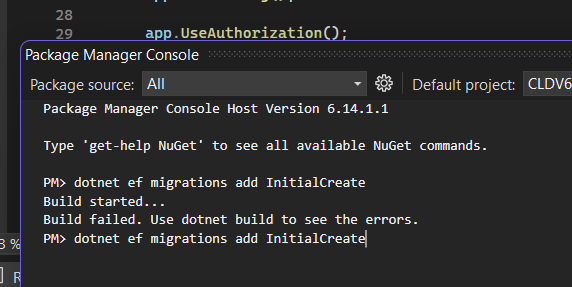 28
29 app.UseAuthorization();
Package Manager Console
Package source: All Default project: CLDV6
Package Manager Console Host Version 6.14.1.1
Type 'get-help NuGet' to see all available NuGet commands.
PM> dotnet ef migrations add InitialCreate
Build started...
Build failed. Use dotnet build to see the errors.
PM> dotnet ef migrations add InitialCreate